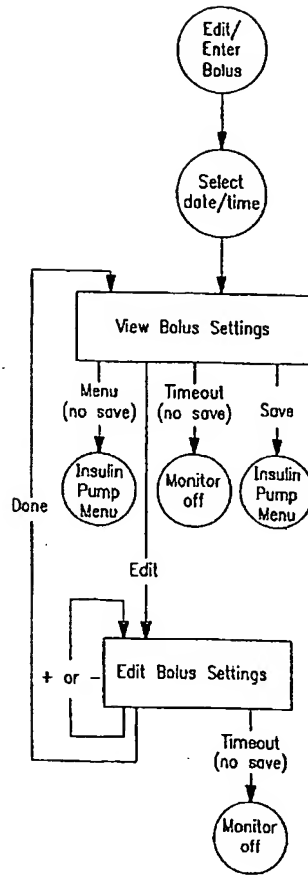 Edit/
Enter
Bolus
Select
date/time
View Bolus Settings
Menu
(no save)
Timeout
(no save)
Save
Insulin
Pump
Menu
Monitor
off
Insulin
Pump
Menu
Done
Edit
+ or -
Edit Bolus Settings
Timeout
(no save)
Monitor
off